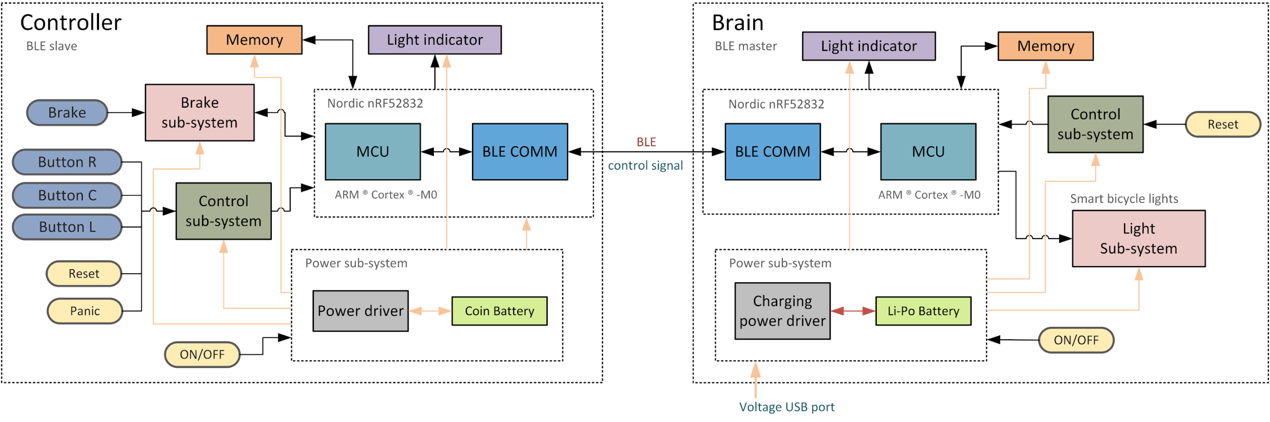 Controller
BLE slave
Memory
Light indicator
Nordic nRF52832
Brake
Brake
sub-system
MCU
BLE COMM
ARM ® Cortex ® -M0
Button R
Button C
Button L
Control
sub-system
Reset
Panic
Power sub-system
Power driver
Coin Battery
ON/OFF
BLE
control signal
Brain
BLE master
Light indicator
Memory
Nordic nRF52832
BLE COMM
MCU
ARM ® Cortex ® -M0
Control
sub-system
Reset
Smart bicycle lights
Light
Sub-system
Power sub-system
Charging
power driver
Li-Po Battery
ON/OFF
Voltage USB port